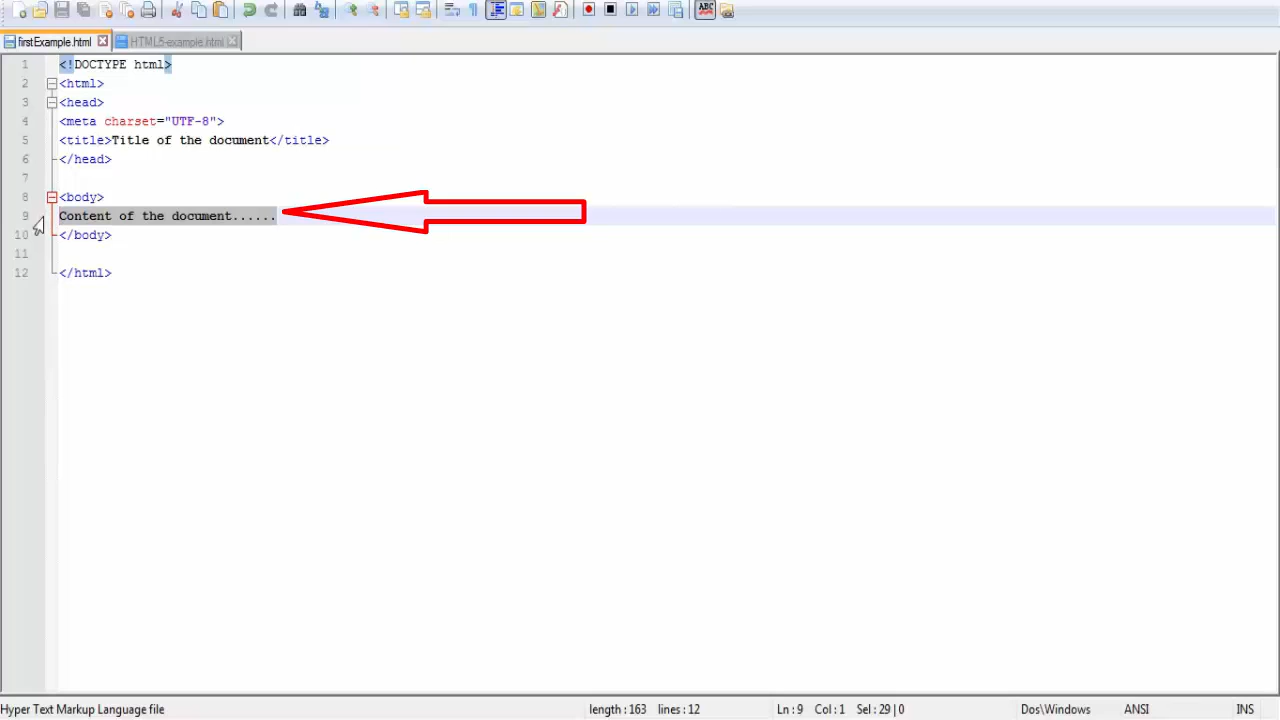 ABC
firstExample.html HTML5-example.html
1 <!DOCTYPE html>
2 <html>
3 <head>
4 <meta charset="UTF-8">
5 <title>Title of the document</title>
6 </head>
7
8 <body>
9 Content of the document......
10 </body>
11
12 </html>
Hyper Text Markup Language file length : 163 lines : 12 Ln : 9 Col : 1 Sel : 29 | 0 Dos\Windows ANSI INS